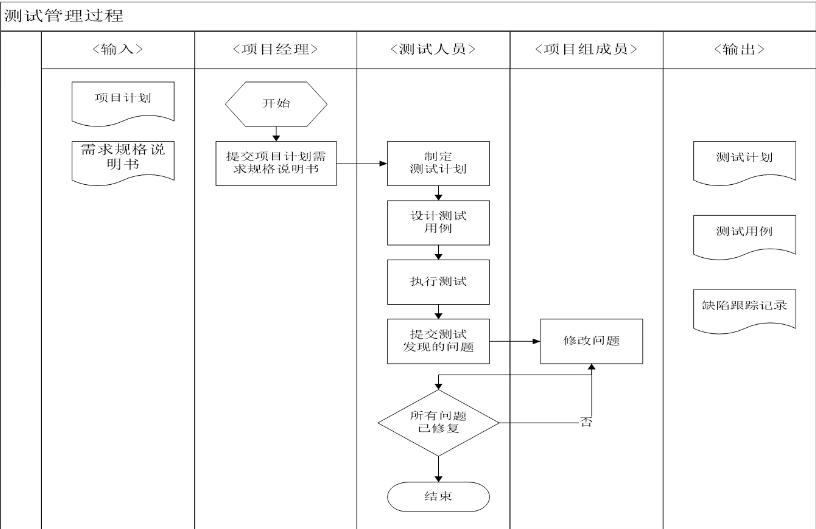 测试管理过程
<输入>
<项目经理>
<测试人员>
<项目组成员>
<输出>
项目计划
开始
需求规格说
明书
提交项目计划需
求规格说明书
制定
测试计划
测试计划
设计测试
用例
测试用例
执行测试
缺陷跟踪记录
提交测试
发现的问题
修改问题
所有问题
已修复
否
结束